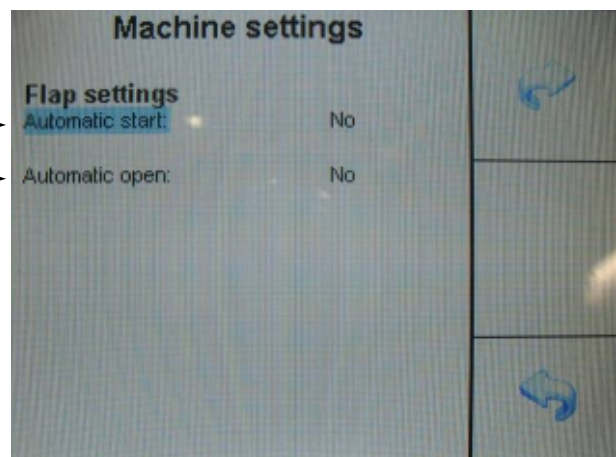 Machine settings
Flap settings
Automatic start: No
Automatic open: No